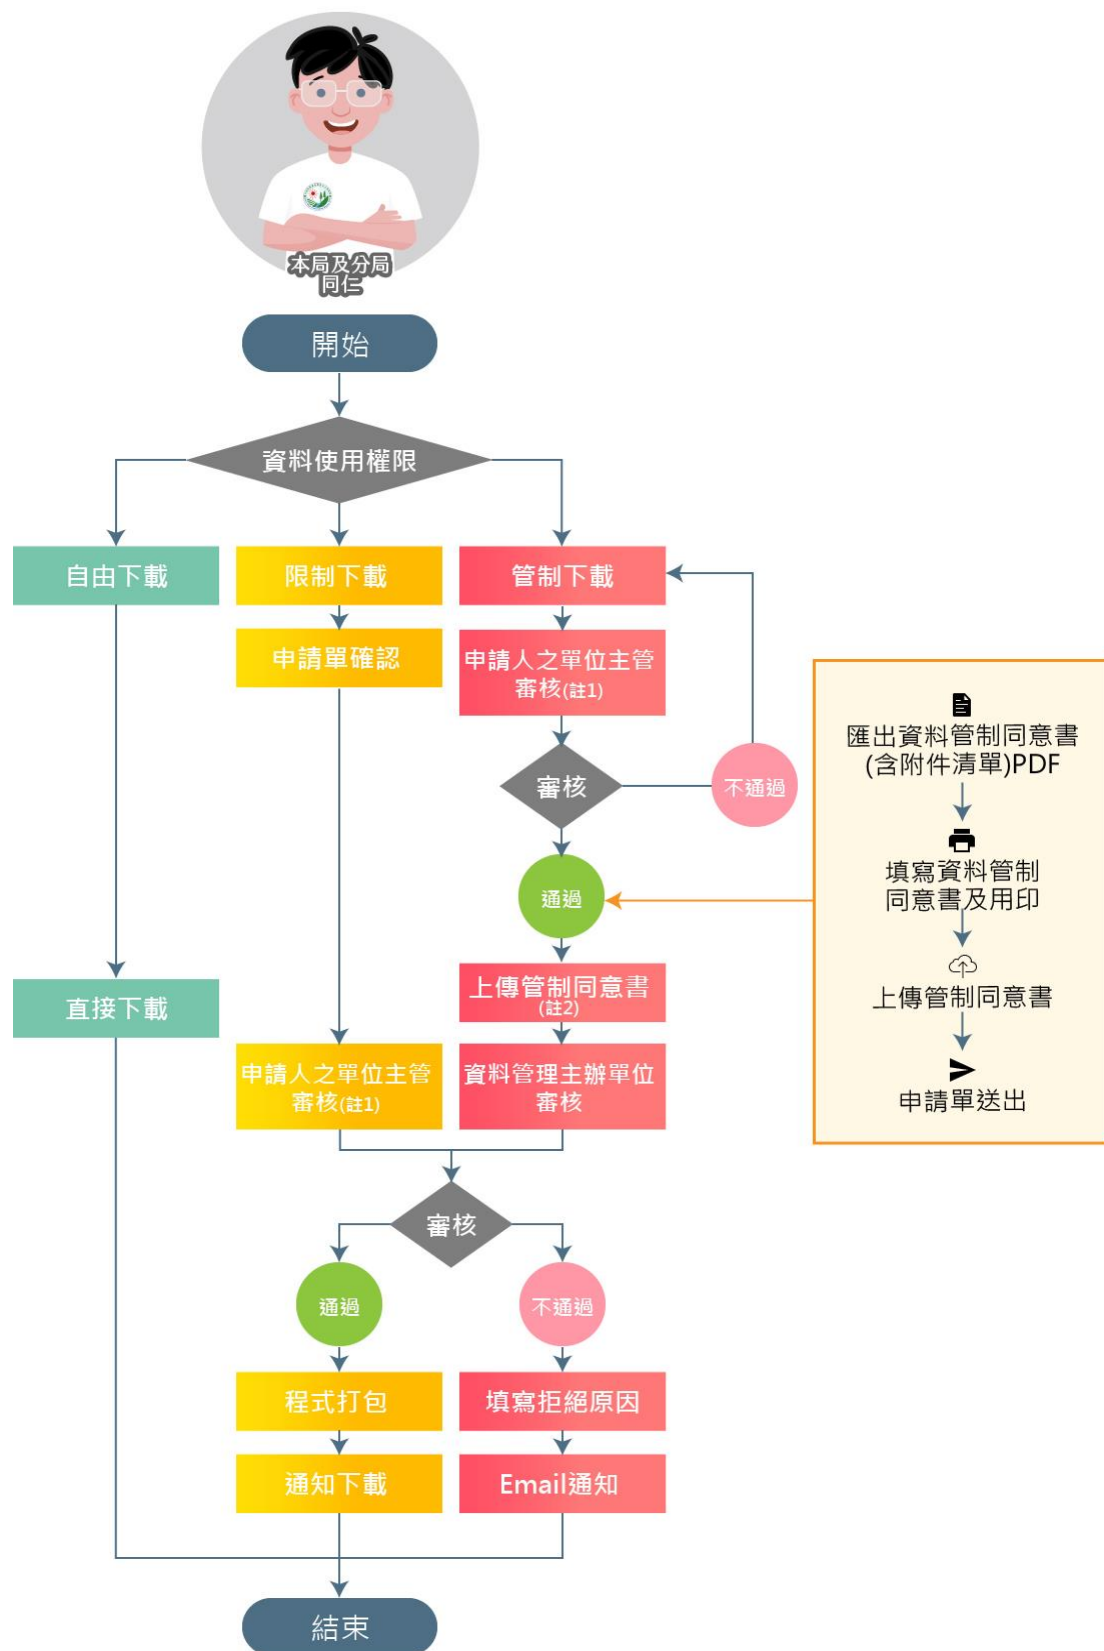 本局及分局
同仁
開始
資料使用權限
自由下載
限制下載
管制下載
申請單確認
申請人之單位主管
審核(註1)
審核
不通過
通過
匯出資料管制同意書
(含附件清單)PDF
填寫資料管制
同意書及用印
上傳管制同意書
申請單送出
直接下載
上傳管制同意書
(註2)
申請人之單位主管
審核(註1)
資料管理主辦單位
審核
審核
通過
不通過
程式打包
填寫拒絕原因
通知下載
Email通知
結束